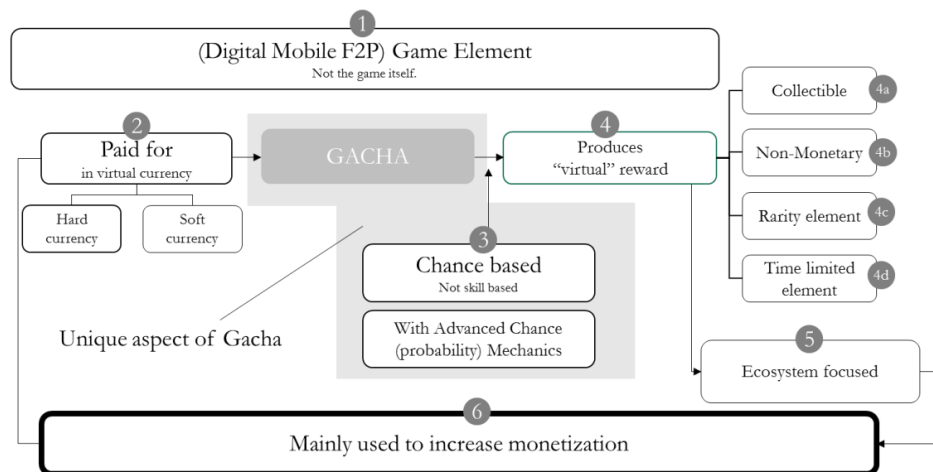 1
(Digital Mobile F2P) Game Element
Not the game itself.
2
Paid for
in virtual currency
Hard
currency
Soft
currency
GACHA
4
Produces
“virtual” reward
Collectible
4a
Non-Monetary
4b
Rarity element
4c
Time limited
element
4d
3
Chance based
Not skill based
With Advanced Chance
(probability) Mechanics
Unique aspect of Gacha
5
Ecosystem focused
6
Mainly used to increase monetization